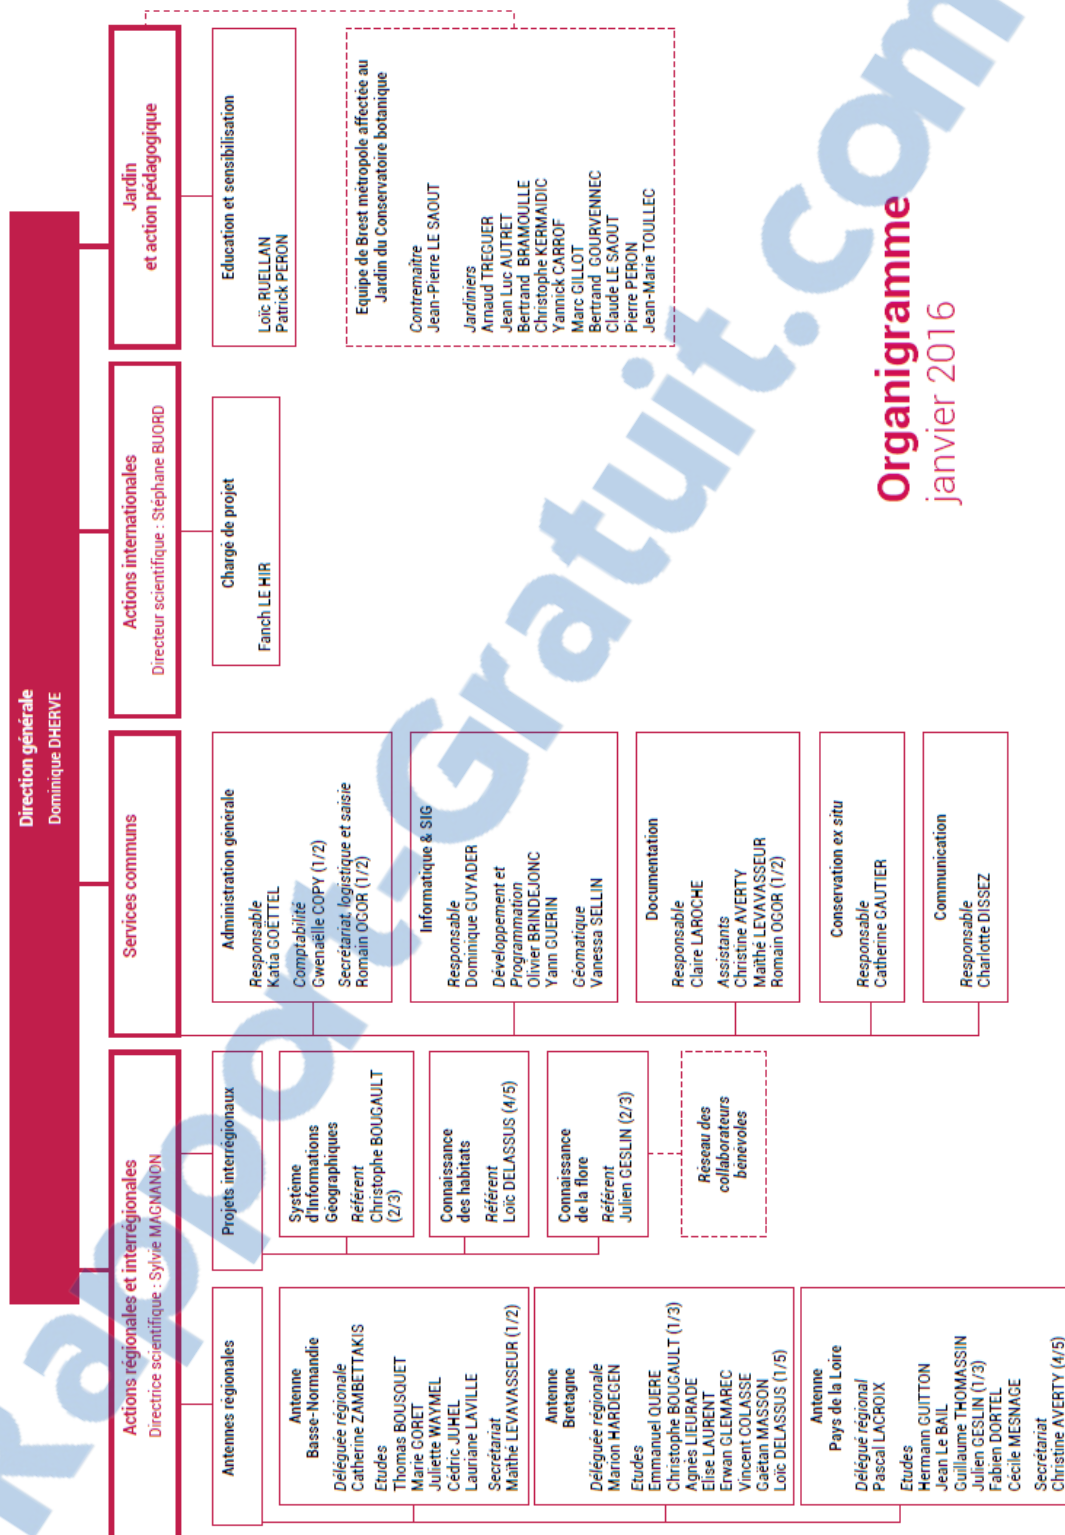 Direction générale
Dominique DHERVE
Actions régionales et interrégionales
Directrice scientifique : Sylvie MAGNANON
Antennes régionales
Antenne
Basse-Normandie
Déléguée régionale
Catherine ZAMBETTAKIS
Etudes
Thomas BOUSQUET
Marie GORET
Juliette WAYMEL
Cédric JUHEL
Lauriane LAVILLE
Secrétariat
Maïthé LEVAVASSEUR (1/2)
Antenne
Bretagne
Déléguée régionale
Marion HARDEGEN
Etudes
Emmanuel QUERE
Christophe BOUGAULT (1/3)
Agnès LIEURADE
Elise LAURENT
Erwan GLEMAREC
Vincent COLASSE
Gaëtan MASSON
Loïc DELASSUS (1/5)
Antenne
Pays de la Loire
Délégué régional
Pascal LACROIX
Etudes
Hermann GUITTON
Jean Le BAIL
Guillaume THOMASSIN
Julien GESLIN (1/3)
Fabien DORTEL
Cécile MESNAGE
Secrétariat
Christine AVERTY (4/5)
Projets interrégionaux
Système
d'Informations
Géographiques
Référent
Christophe BOUGAULT
(2/3)
Connaissance
des habitats
Référent
Loïc DELASSUS (4/5)
Connaissance
de la flore
Référent
Julien GESLIN (2/3)
Réseau des
collaborateurs
bénévoles
Services communs
Administration générale
Responsable
Katia GOËTTEL
Comptabilité
Gwenaëlle COPY (1/2)
Secrétariat, logistique et saisie
Romain OGOR (1/2)
Informatique & SIG
Responsable
Dominique GUYADER
Développement et
Programmation
Olivier BRINDEJONC
Yann GUERIN
Géomatique
Vanessa SELLIN
Documentation
Responsable
Claire LAROCHE
Assistants
Christine AVERTY
Maïthé LEVAVASSEUR
Romain OGOR (1/2)
Conservation ex situ
Responsable
Catherine GAUTIER
Communication
Responsable
Charlotte DISSEZ
Actions internationales
Directeur scientifique : Stéphane BUORD
Chargé de projet
Fanch LE HIR
Jardin
et action pédagogique
Education et sensibilisation
Loïc RUELLAN
Patrick PERON
Equipe de Brest métropole affectée au
Jardin du Conservatoire botanique
Contremaître
Jean-Pierre LE SAOUT
Jardiniers
Arnaud TREGUER
Jean Luc AUTRET
Bertrand BRAMOULLE
Christophe KERMAIDIC
Yannick CARROF
Marc GILLOT
Bertrand GOURVENNEC
Claude LE SAOUT
Pierre PERON
Jean-Marie TOULLEC
Organigramme
janvier 2016
Rapport-Gratuit.com